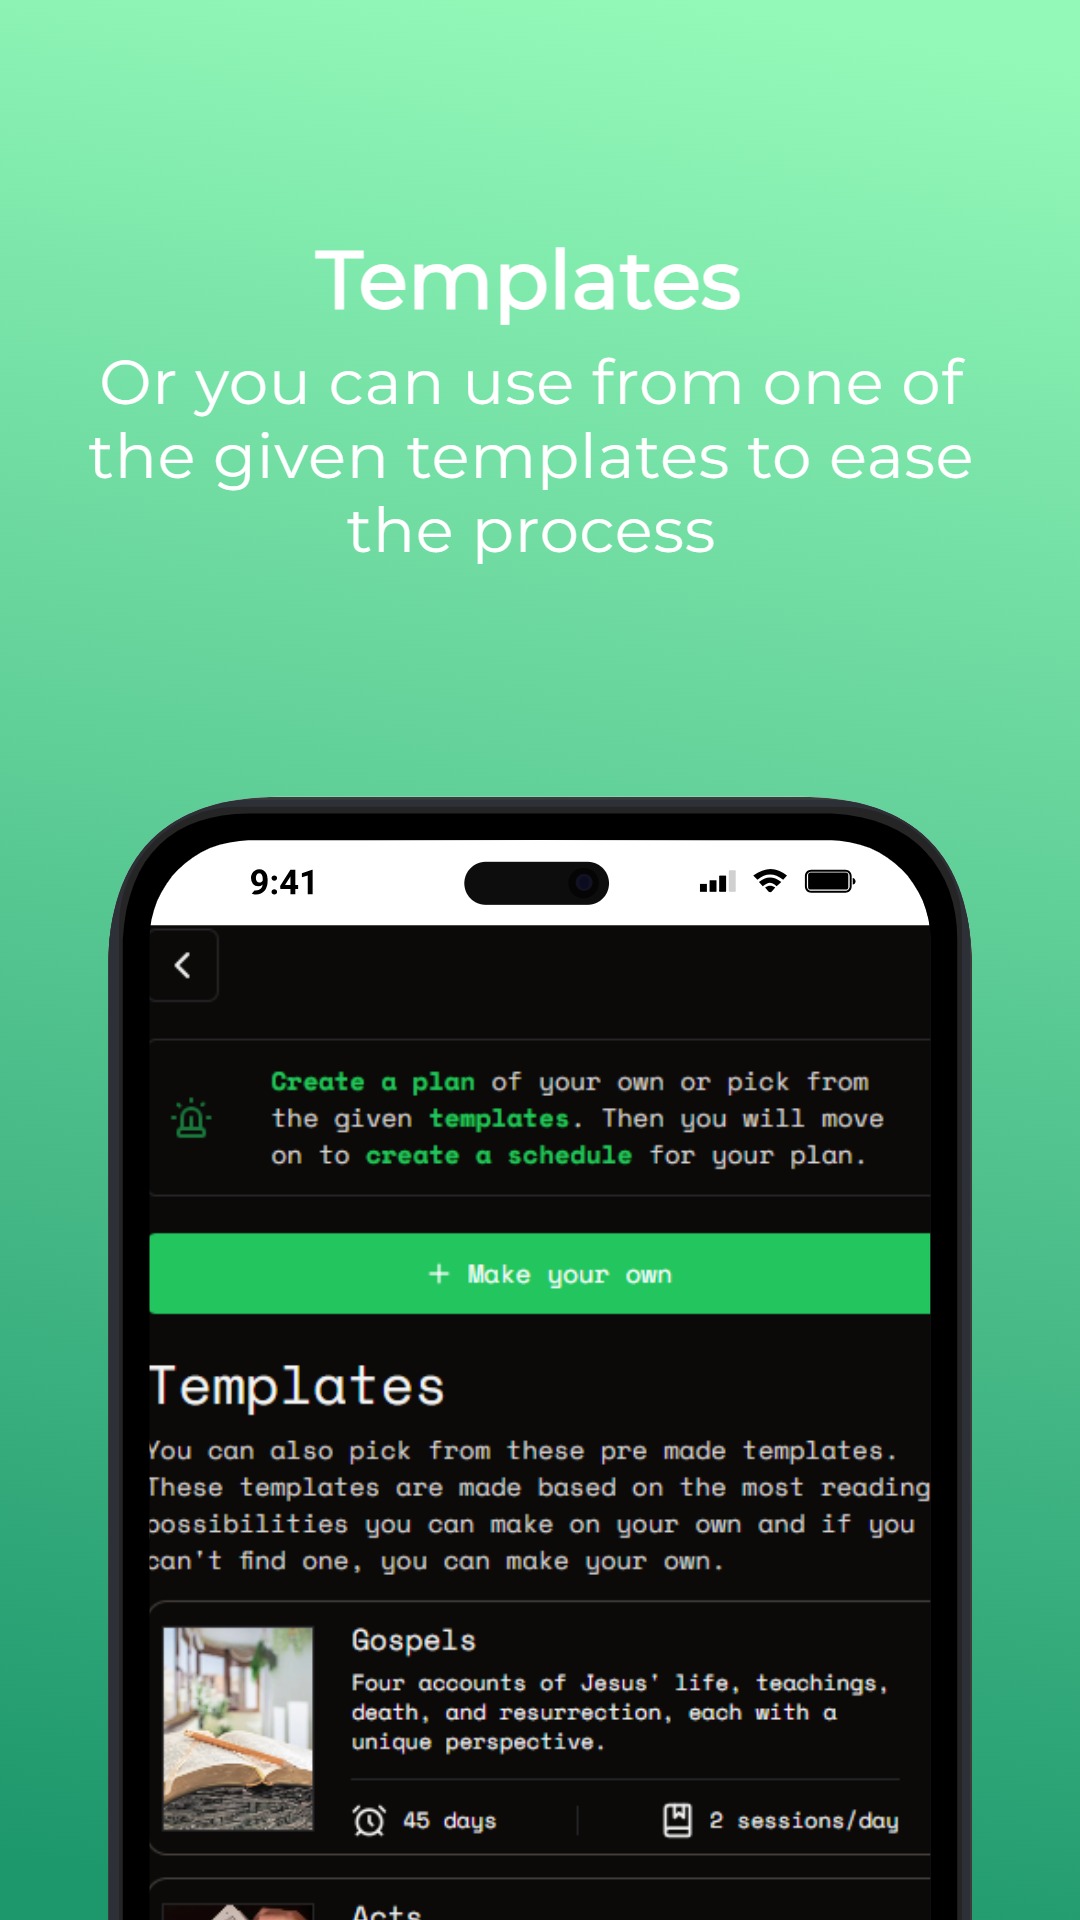 Templates
Or you can use from one of
the given templates to ease
the process
9:41
Create a plan of your own or pick from
the given templates. Then you will move
on to create a schedule for your plan.
+ Make your own
Templates
You can also pick from these pre made templates.
These templates are made based on the most reading
possibilities you can make on your own and if you
can't find one, you can make your own.
Gospels
Four accounts of Jesus' life, teachings,
death, and resurrection, each with a
unique perspective.
45 days
2 sessions/day
Acts